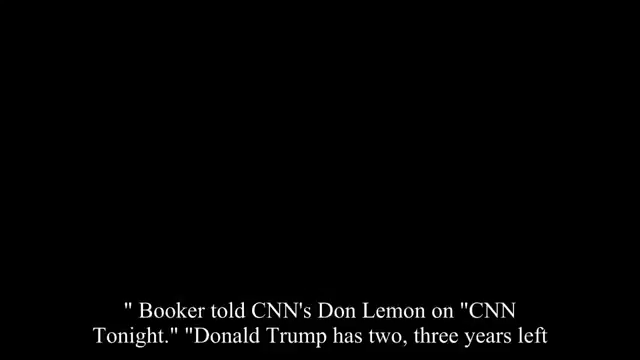 " Booker told CNN's Don Lemon on "CNN
Tonight." "Donald Trump has two, three years left